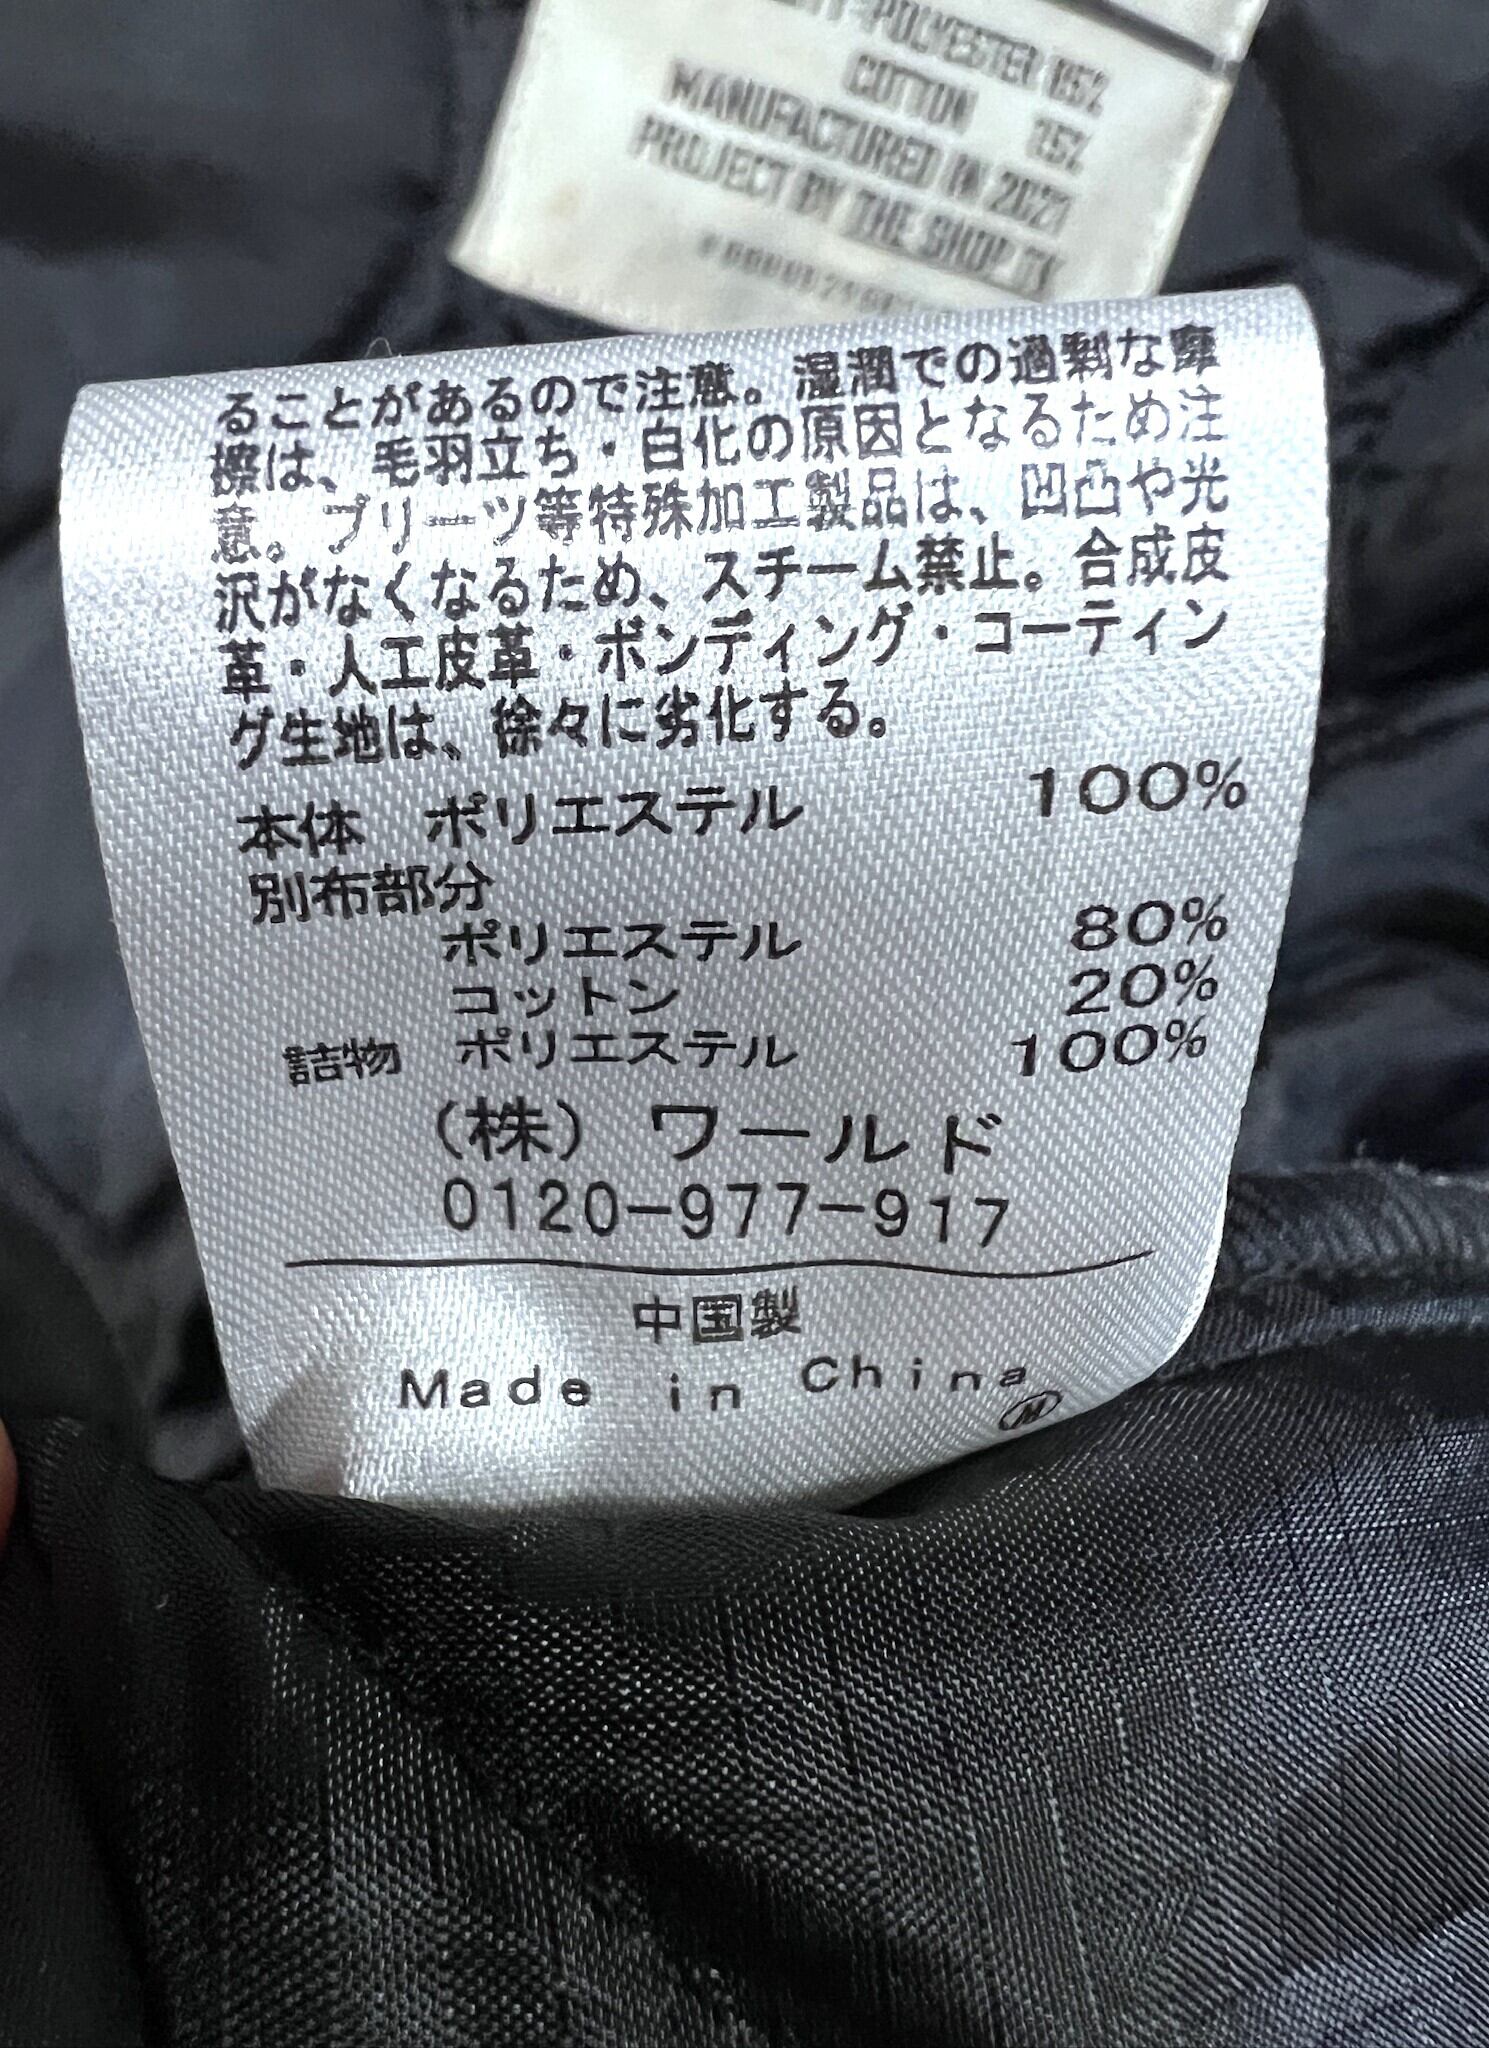 POLYESTER 85%
COTTON 15%
MANUFACTURED IN 2021
PROJECT BY THE SHOP TK
ることがあるので注意。湿潤での過剰な摩
擦は、毛羽立ち・白化の原因となるため注
意。プリーツ等特殊加工製品は、凹凸や光
沢がなくなるため、スチーム禁止。合成皮
革・人工皮革・ボンディング・コーティン
グ生地は、徐々に劣化する。
本体 ポリエステル 100%
別布部分
ポリエステル 80%
コットン 20%
詰物 ポリエステル 100%
(株) ワールド
0120-977-917
中国製
Made in China
M